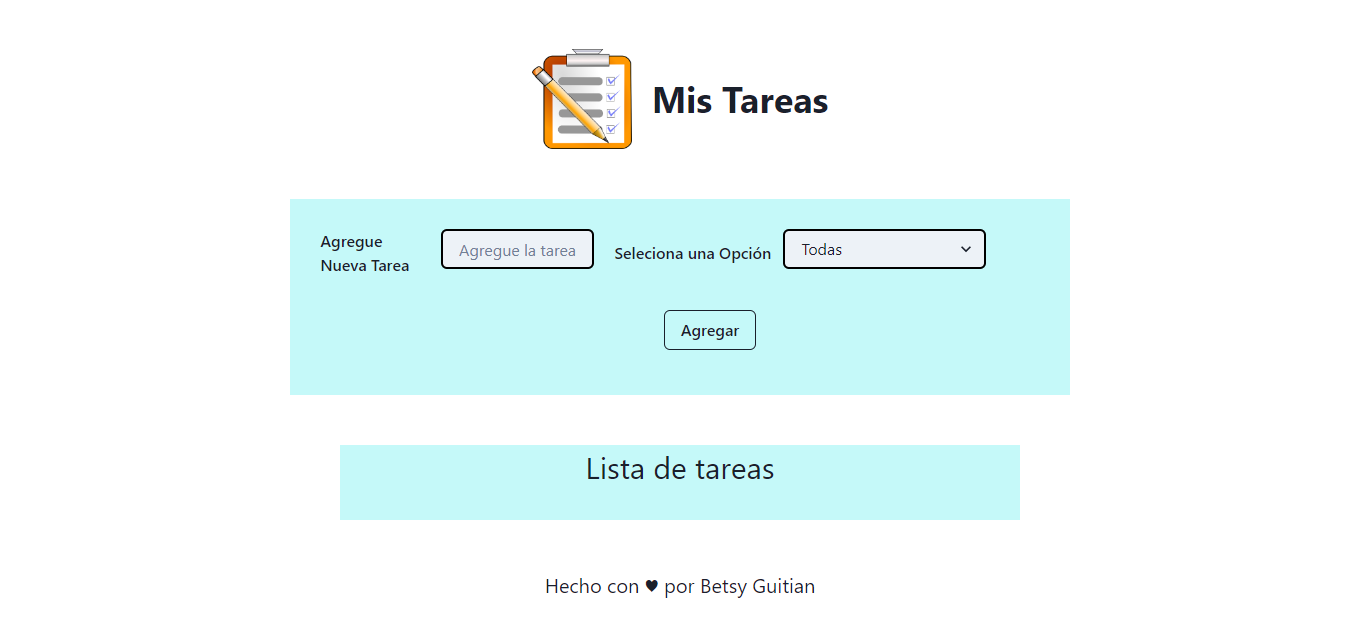 Mis Tareas
Agregue
Nueva Tarea
Agregue la tarea
Seleciona una Opción
Todas
Agregar
Lista de tareas
Hecho con ♥ por Betsy Guitian